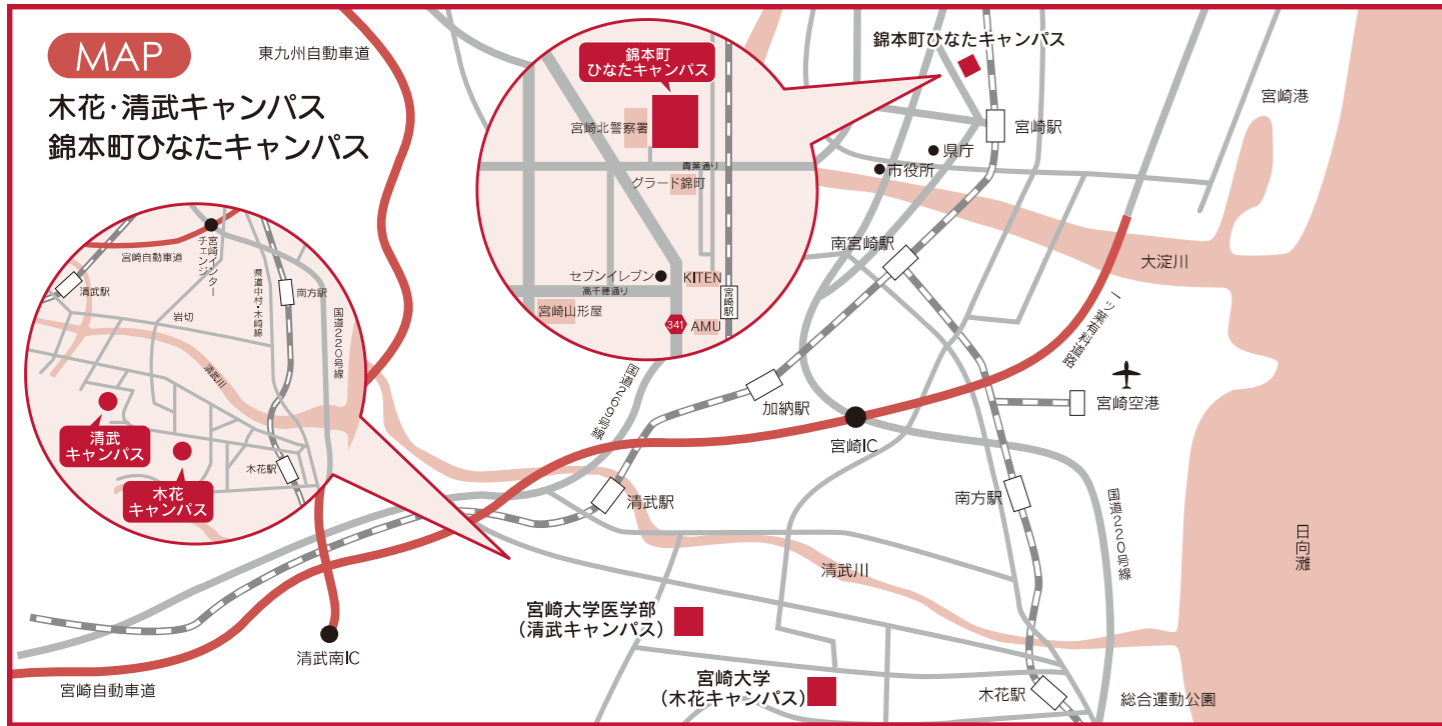 MAP
木花・清武キャンパス
錦本町ひなたキャンパス
東九州自動車道
錦本町
ひなたキャンパス
宮崎北警察署
青葉通り
グラード錦町
セブンイレブン
高千穂通り
KITEN
宮崎山形屋
341
AMU
宮崎駅
錦本町ひなたキャンパス
宮崎駅
県庁
市役所
宮崎港
南宮崎駅
大淀川
一ツ葉有料道路
宮崎インター
チェンジ
宮崎自動車道
清武駅
岩切
県道中村・木崎線
南方駅
国道220号線
清武川
清武
キャンパス
木花
キャンパス
木花駅
国道269号線
加納駅
宮崎IC
宮崎空港
清武駅
南方駅
国道220号線
日向灘
清武川
宮崎大学医学部
（清武キャンパス）
清武南IC
宮崎自動車道
宮崎大学
（木花キャンパス）
木花駅
総合運動公園